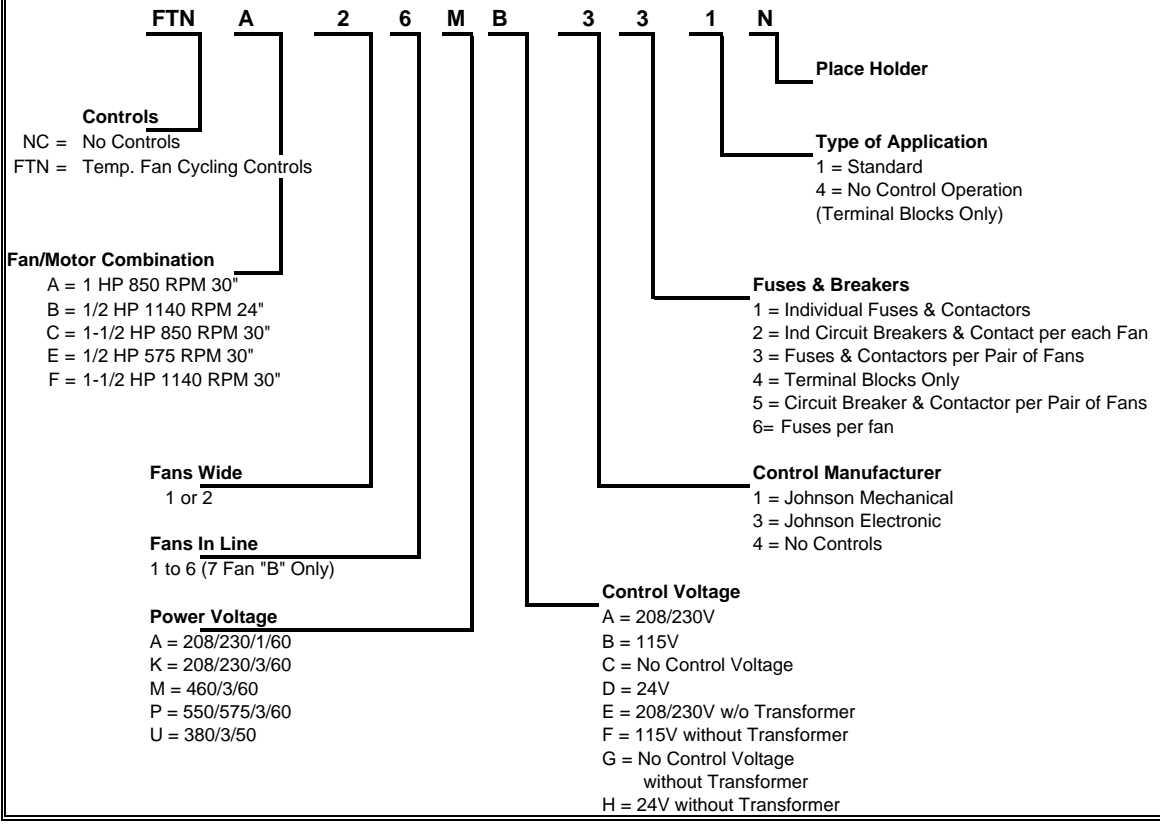 FTN A 2 6 M B 3 3 1 N
Place Holder
Controls
NC = No Controls
FTN = Temp. Fan Cycling Controls
Type of Application
1 = Standard
4 = No Control Operation
(Terminal Blocks Only)
Fan/Motor Combination
A = 1 HP 850 RPM 30"
B = 1/2 HP 1140 RPM 24"
C = 1-1/2 HP 850 RPM 30"
E = 1/2 HP 575 RPM 30"
F = 1-1/2 HP 1140 RPM 30"
Fuses & Breakers
1 = Individual Fuses & Contactors
2 = Ind Circuit Breakers & Contact per each Fan
3 = Fuses & Contactors per Pair of Fans
4 = Terminal Blocks Only
5 = Circuit Breaker & Contactor per Pair of Fans
6= Fuses per fan
Fans Wide
1 or 2
Control Manufacturer
1 = Johnson Mechanical
3 = Johnson Electronic
4 = No Controls
Fans In Line
1 to 6 (7 Fan "B" Only)
Power Voltage
A = 208/230/1/60
K = 208/230/3/60
M = 460/3/60
P = 550/575/3/60
U = 380/3/50
Control Voltage
A = 208/230V
B = 115V
C = No Control Voltage
D = 24V
E = 208/230V w/o Transformer
F = 115V without Transformer
G = No Control Voltage
without Transformer
H = 24V without Transformer